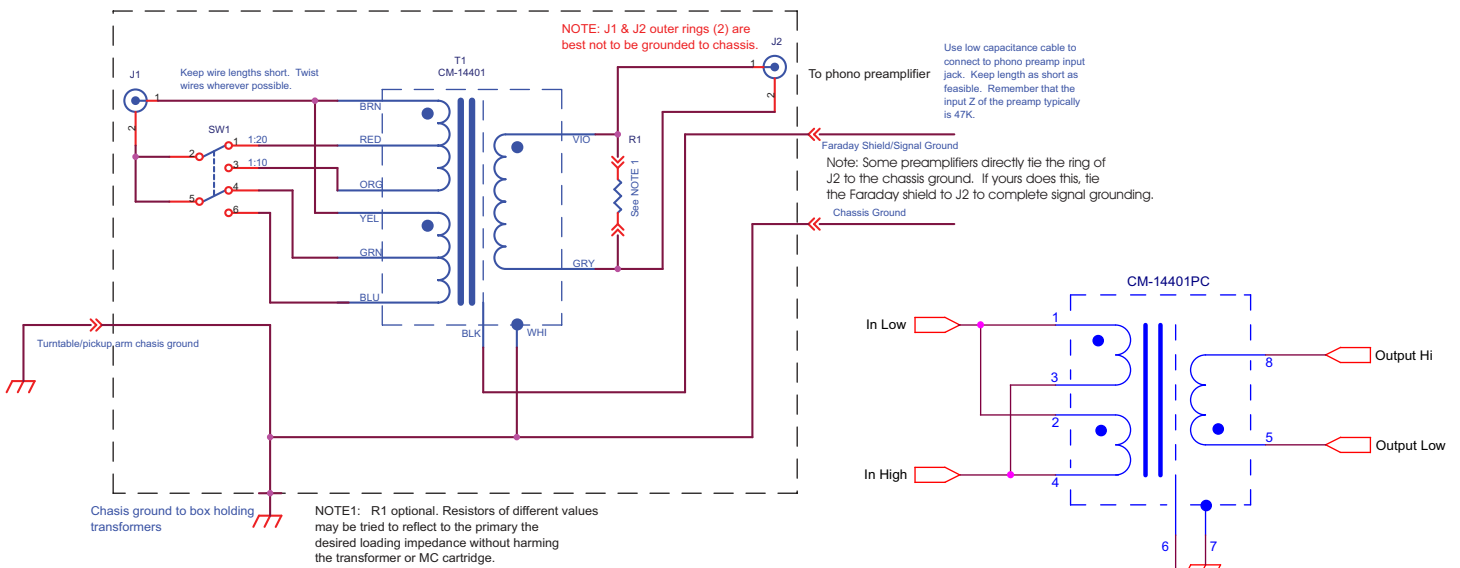 NOTE: J1 & J2 outer rings (2) are
best not to be grounded to chassis.
J2
1
2
To phono preamplifier
Use low capacitance cable to
connect to phono preamp input
jack. Keep length as short as
feasible. Remember that the
input Z of the preamp typically
is 47K.
J1
1
2
Keep wire lengths short. Twist
wires wherever possible.
T1
CM-14401
SW1
2
1
1:20
3
1:10
4
5
6
BRN
RED
ORG
YEL
GRN
BLU
VIO
GRY
BLK
WHI
R1
See NOTE 1
Faraday Shield/Signal Ground
Note: Some preamplifiers directly tie the ring of
J2 to the chassis ground. If yours does this, tie
the Faraday shield to J2 to complete signal grounding.
Chassis Ground
Turntable/pickup arm chasis ground
Chasis ground to box holding
transformers
NOTE1: R1 optional. Resistors of different values
may be tried to reflect to the primary the
desired loading impedance without harming
the transformer or MC cartridge.
CM-14401PC
In Low
In High
1
3
2
4
8
5
6
7
Output Hi
Output Low